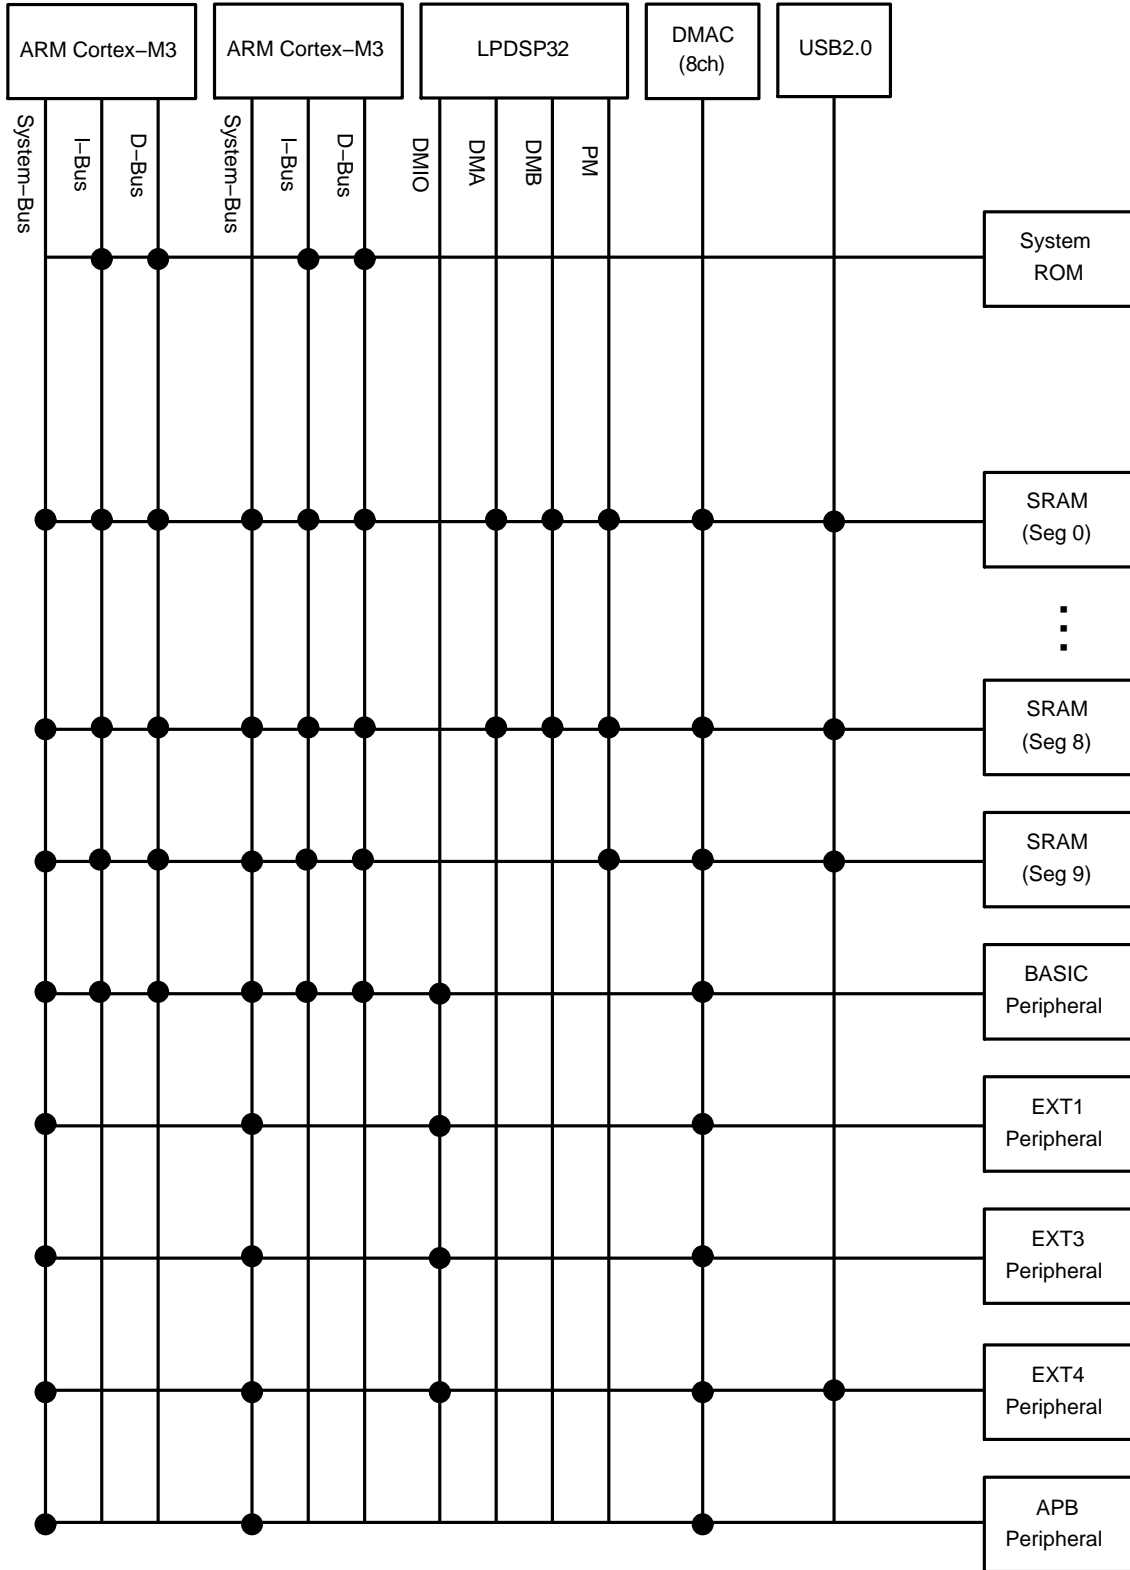 ARM Cortex−M3
ARM Cortex−M3
LPDSP32
DMAC
(8ch)
USB2.0
System−Bus
I−Bus
D−Bus
System−Bus
I−Bus
D−Bus
DMIO
DMA
DMB
PM
System
ROM
SRAM
(Seg 0)
SRAM
(Seg 8)
SRAM
(Seg 9)
BASIC
Peripheral
EXT1
Peripheral
EXT3
Peripheral
EXT4
Peripheral
APB
Peripheral